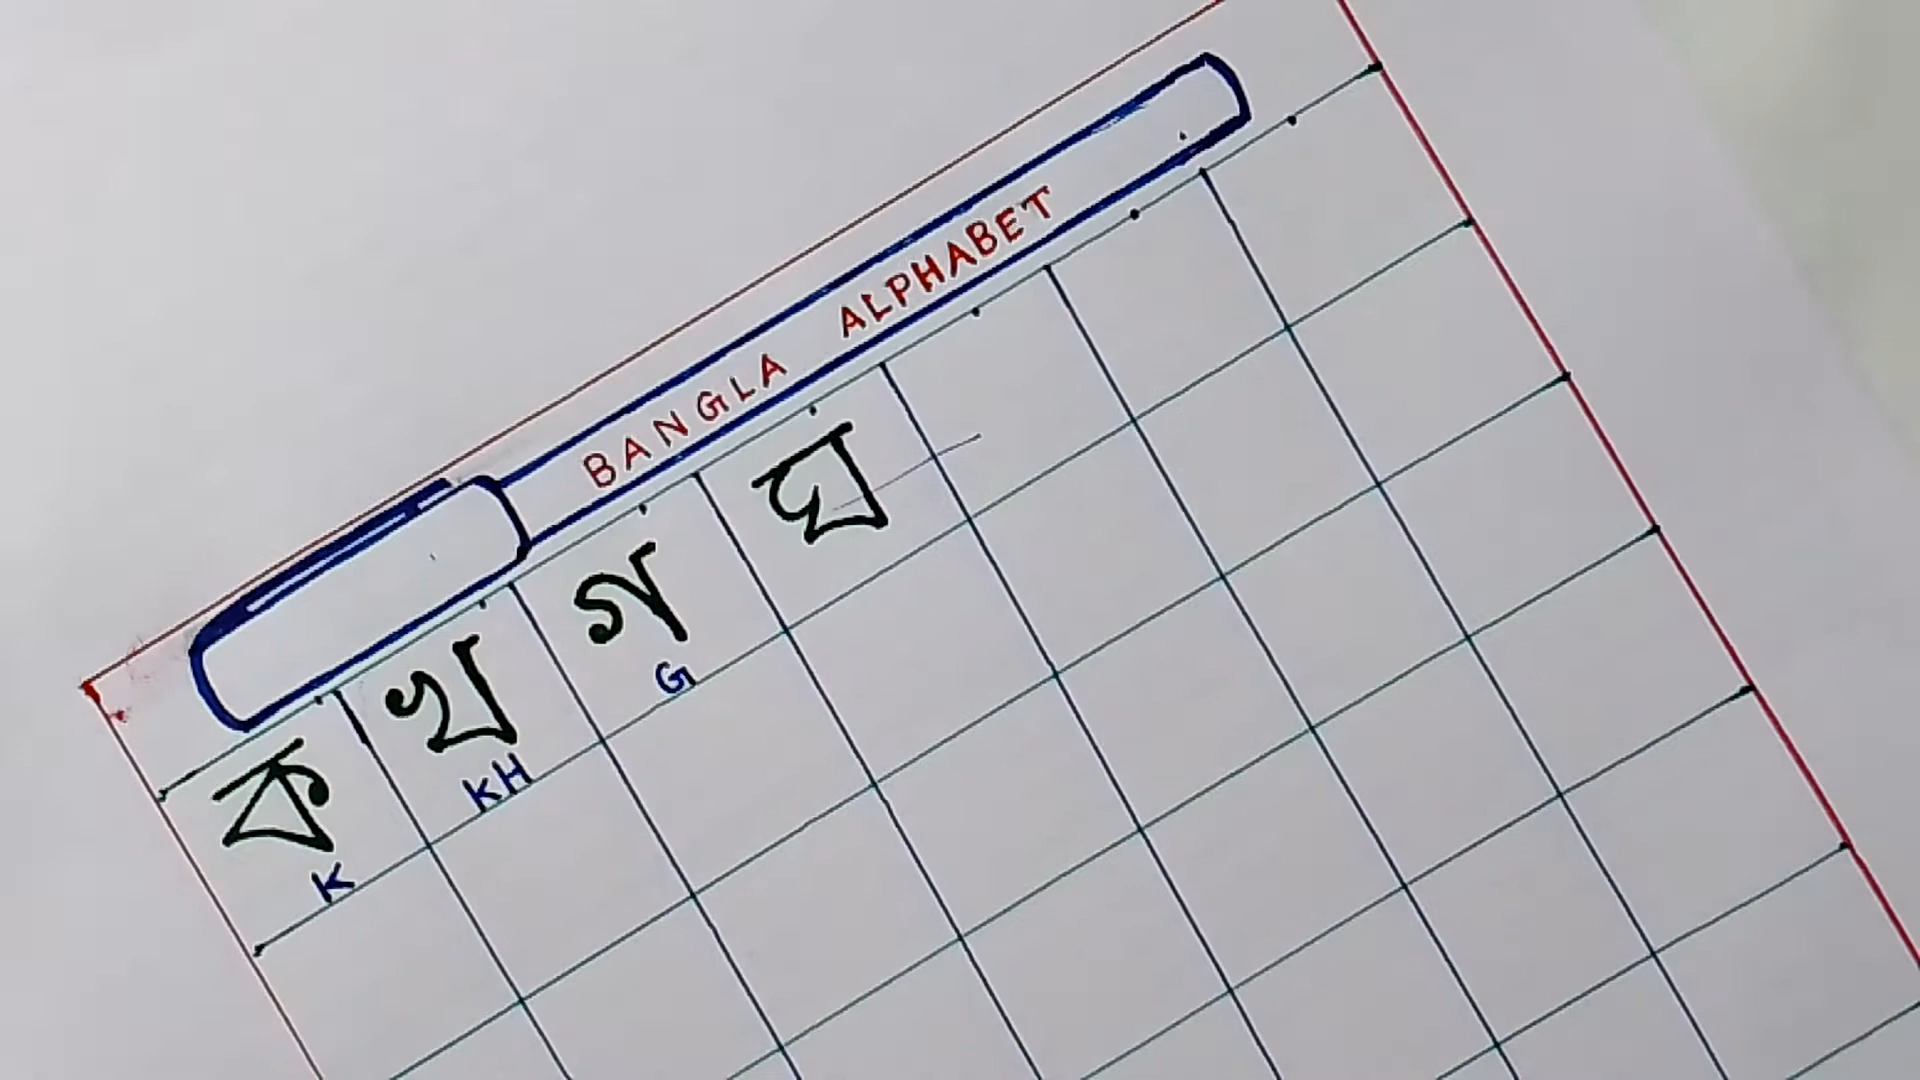 BANGLA ALPHABET
ক খ গ ঘ
K KH G